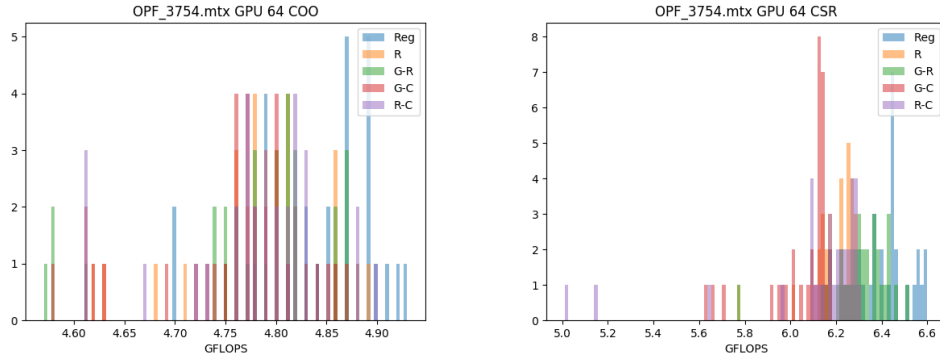 OPF_3754.mtx GPU 64 COO
5
4
3
2
1
0
Reg
R
G-R
G-C
R-C
4.60 4.65 4.70 4.75 4.80 4.85 4.90
GFLOPS
OPF_3754.mtx GPU 64 CSR
8
7
6
5
4
3
2
1
0
Reg
R
G-R
G-C
R-C
5.0 5.2 5.4 5.6 5.8 6.0 6.2 6.4 6.6
GFLOPS